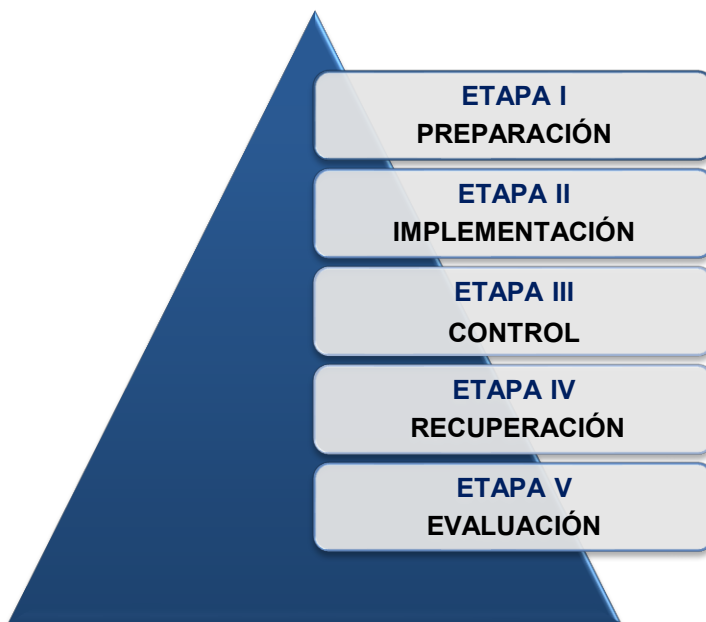 ETAPA I
PREPARACIÓN
ETAPA II
IMPLEMENTACIÓN
ETAPA III
CONTROL
ETAPA IV
RECUPERACIÓN
ETAPA V
EVALUACIÓN